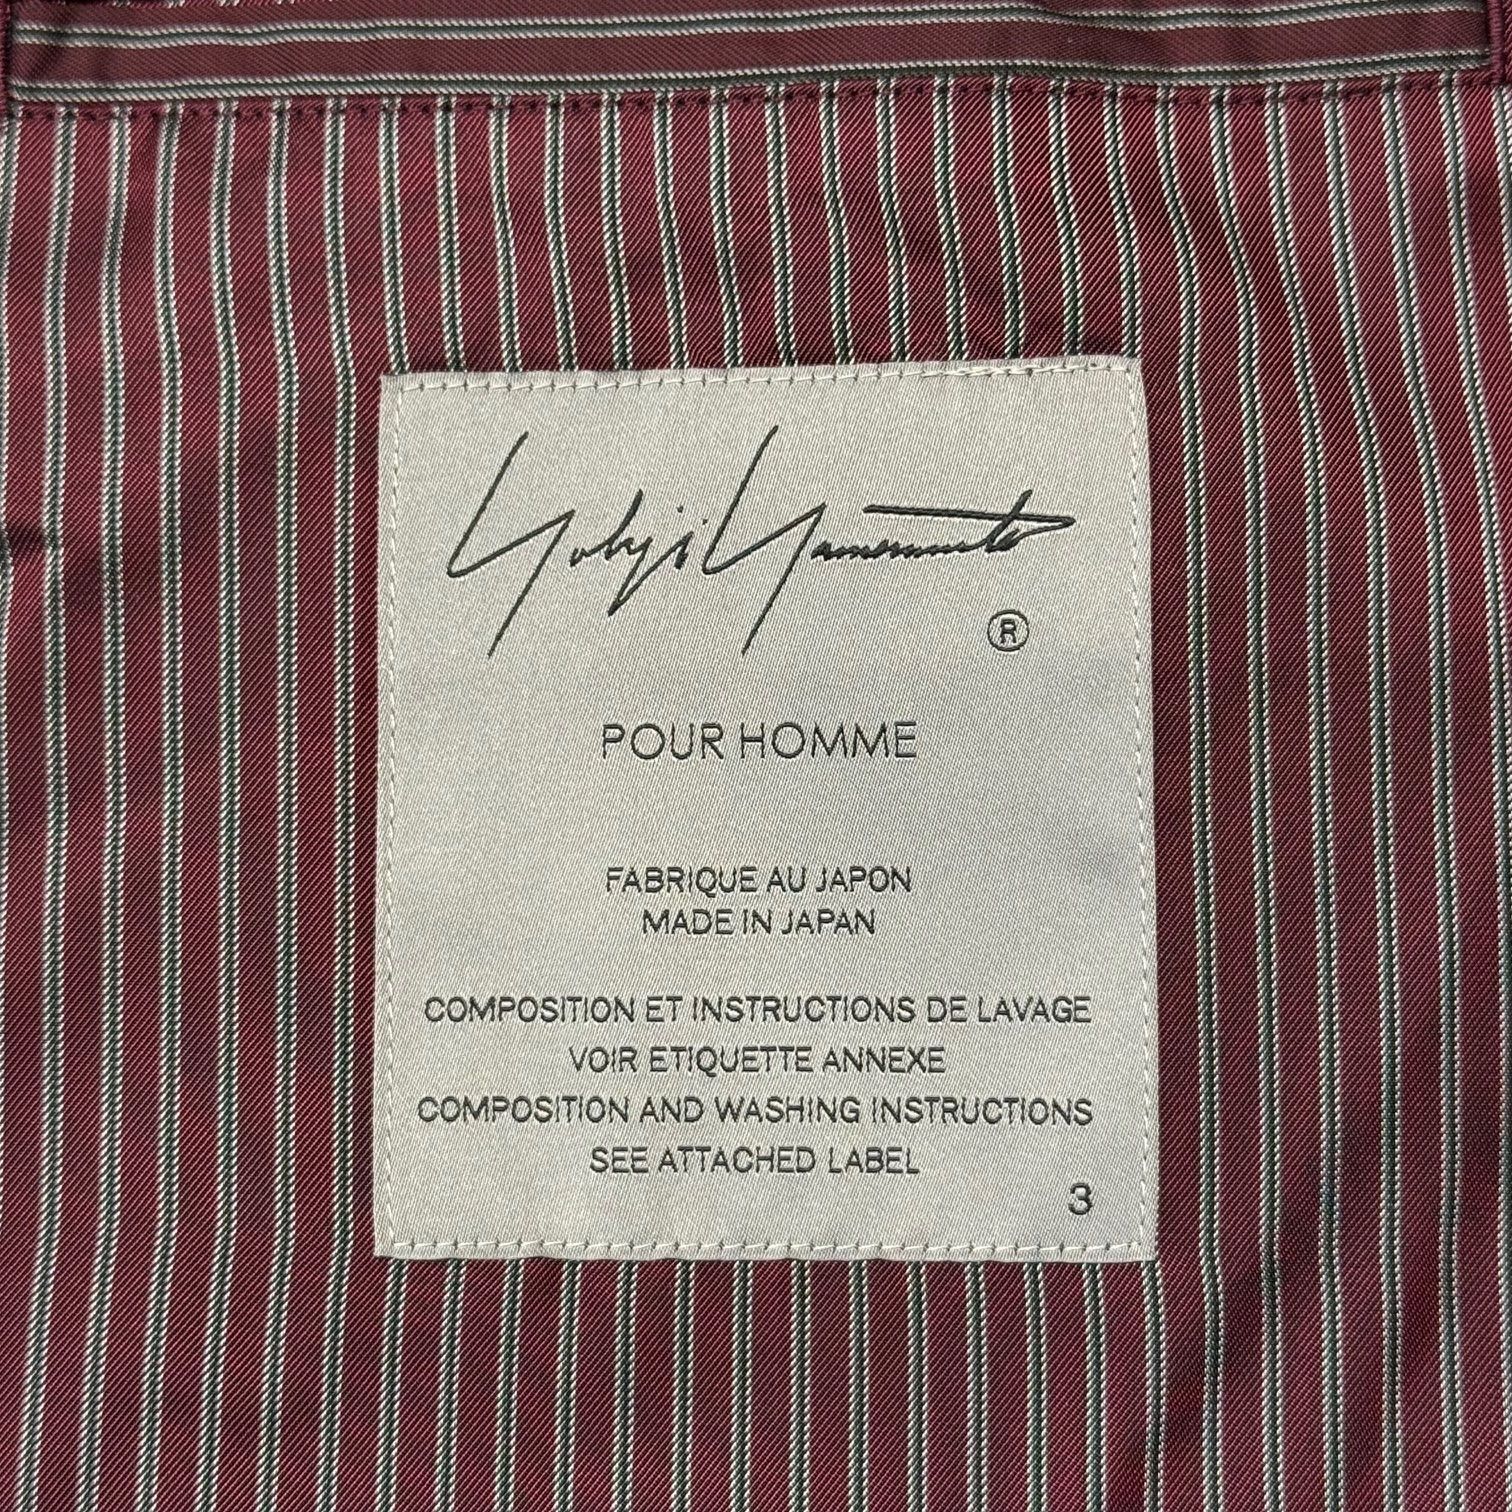 Yohji Yamamoto
®
POUR HOMME
FABRIQUE AU JAPON
MADE IN JAPAN
COMPOSITION ET INSTRUCTIONS DE LAVAGE
VOIR ETIQUETTE ANNEXE
COMPOSITION AND WASHING INSTRUCTIONS
SEE ATTACHED LABEL
3